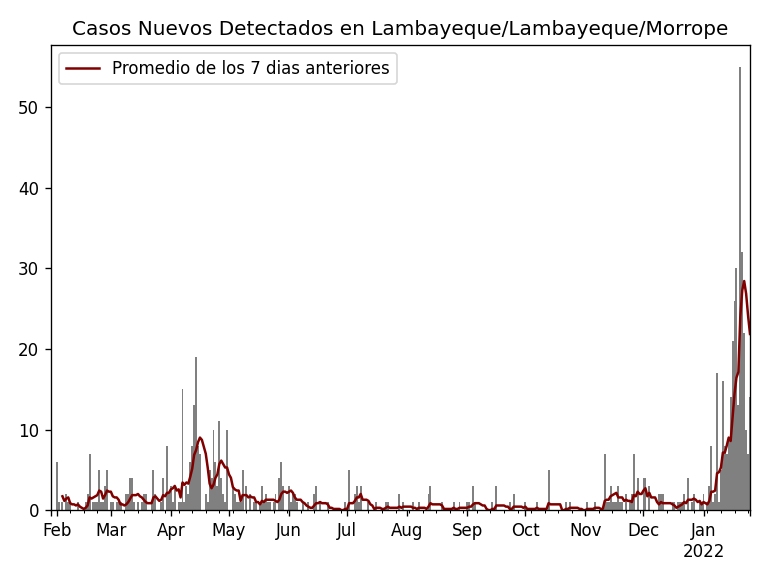 Casos Nuevos Detectados en Lambayeque/Lambayeque/Morrope
Promedio de los 7 dias anteriores
50
40
30
20
10
0
Feb Mar Apr May Jun Jul Aug Sep Oct Nov Dec Jan
2022